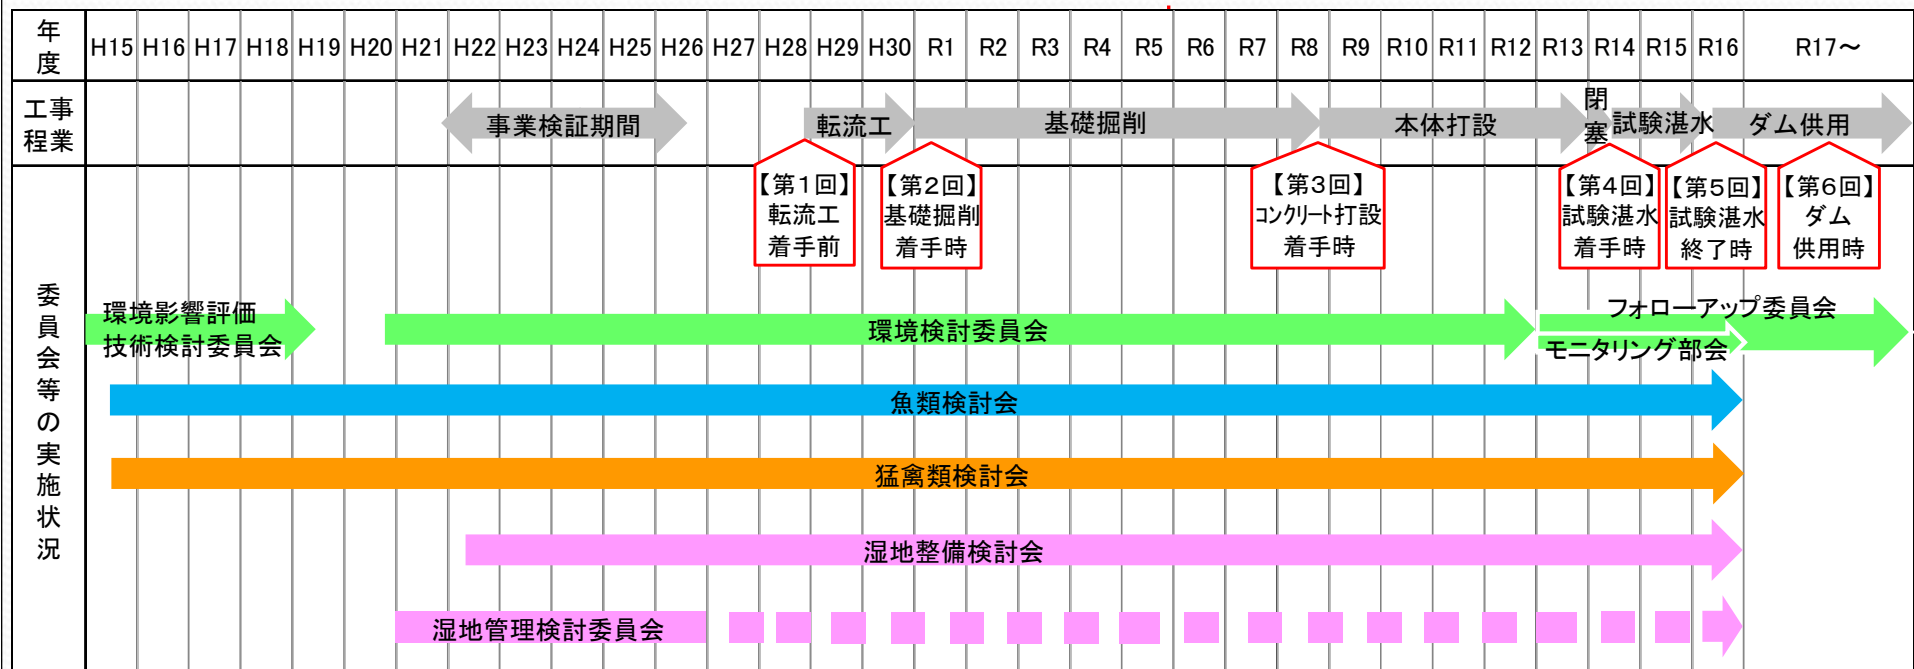 年度 H15 H16 H17 H18 H19 H20 H21 H22 H23 H24 H25 H26 H27 H28 H29 H30 R1 R2 R3 R4 R5 R6 R7 R8 R9 R10 R11 R12 R13 R14 R15 R16 R17～
工事
程業
事業検証期間 転流工 基礎掘削 本体打設 閉塞 試験湛水 ダム供用
【第1回】
転流工
着手前
【第2回】
基礎掘削
着手時
【第3回】
コンクリート打設
着手時
【第4回】
試験湛水
着手時
【第5回】
試験湛水
終了時
【第6回】
ダム
供用時
委員会等の実施状況
環境影響評価
技術検討委員会
環境検討委員会
フォローアップ委員会
モニタリング部会
魚類検討会
猛禽類検討会
湿地整備検討会
湿地管理検討委員会